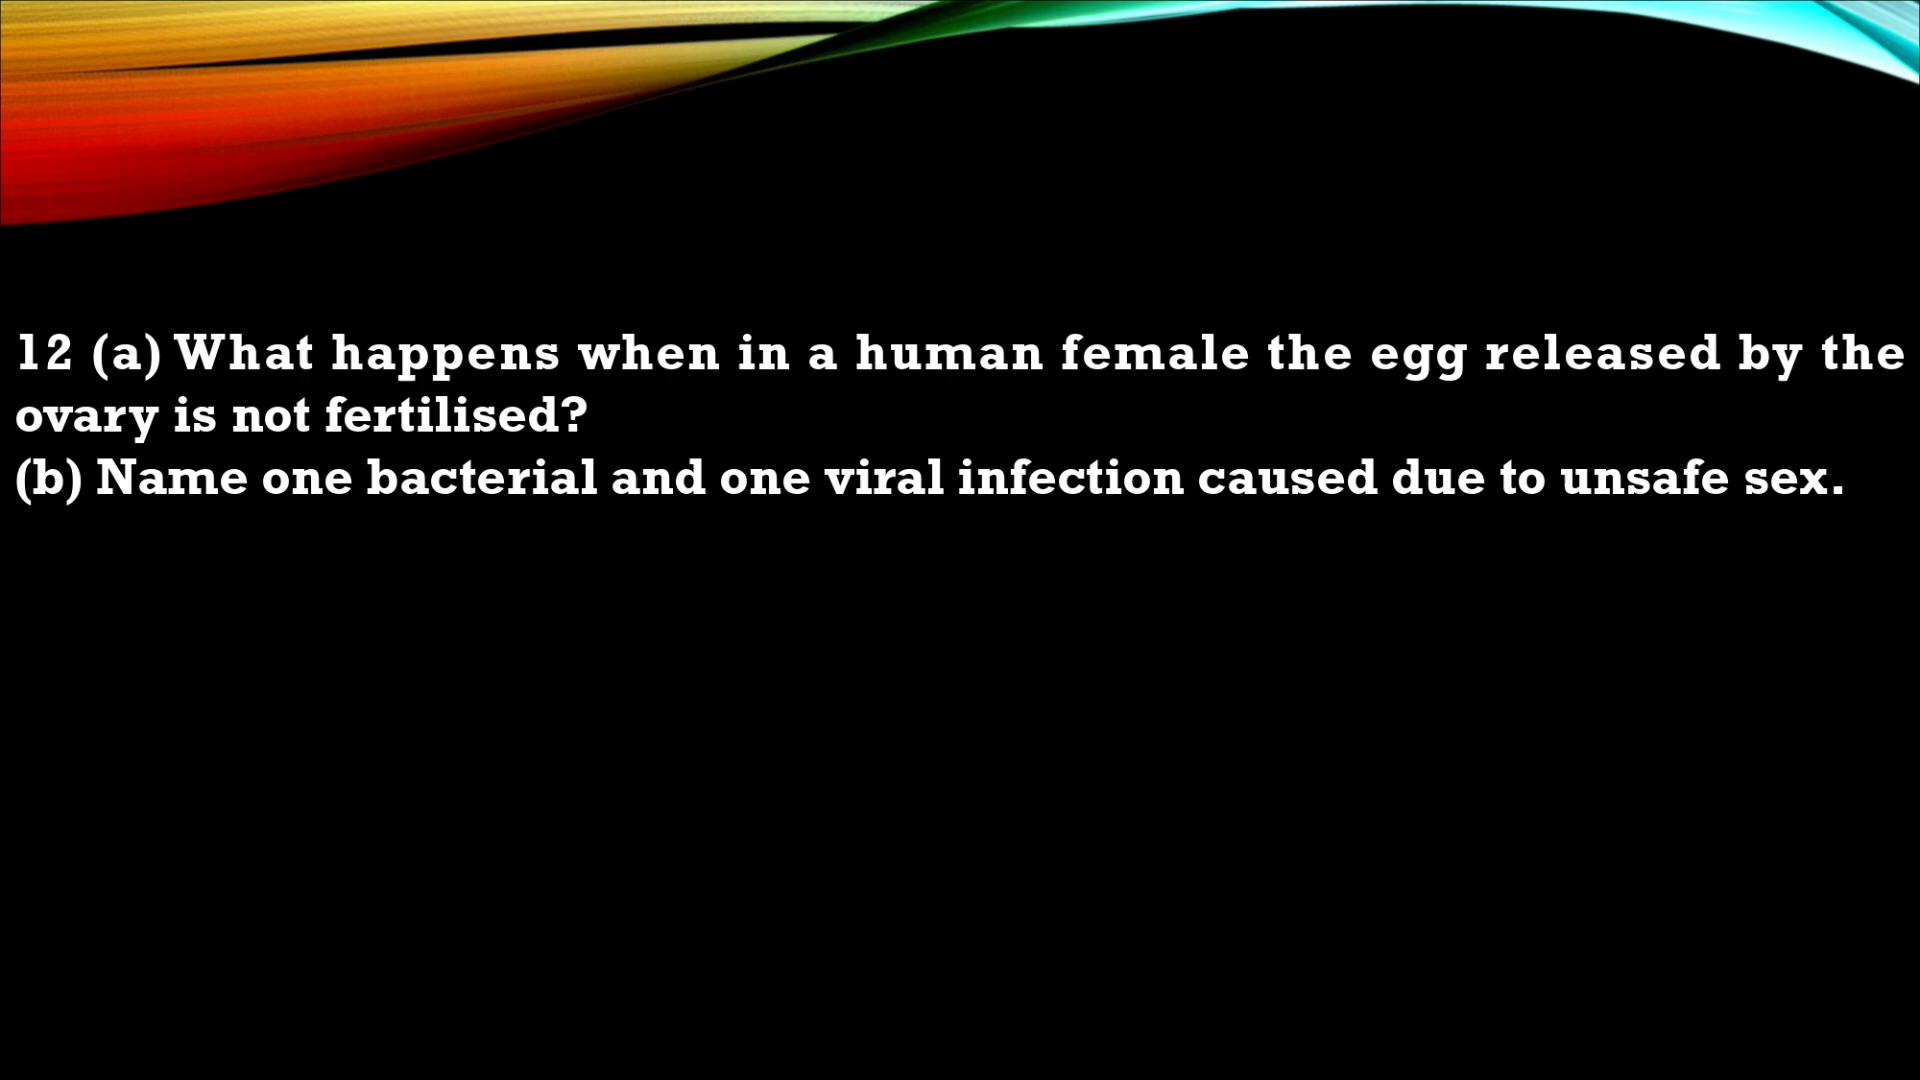 12 (a) What happens when in a human female the egg released by the
ovary is not fertilised?
(b) Name one bacterial and one viral infection caused due to unsafe sex.